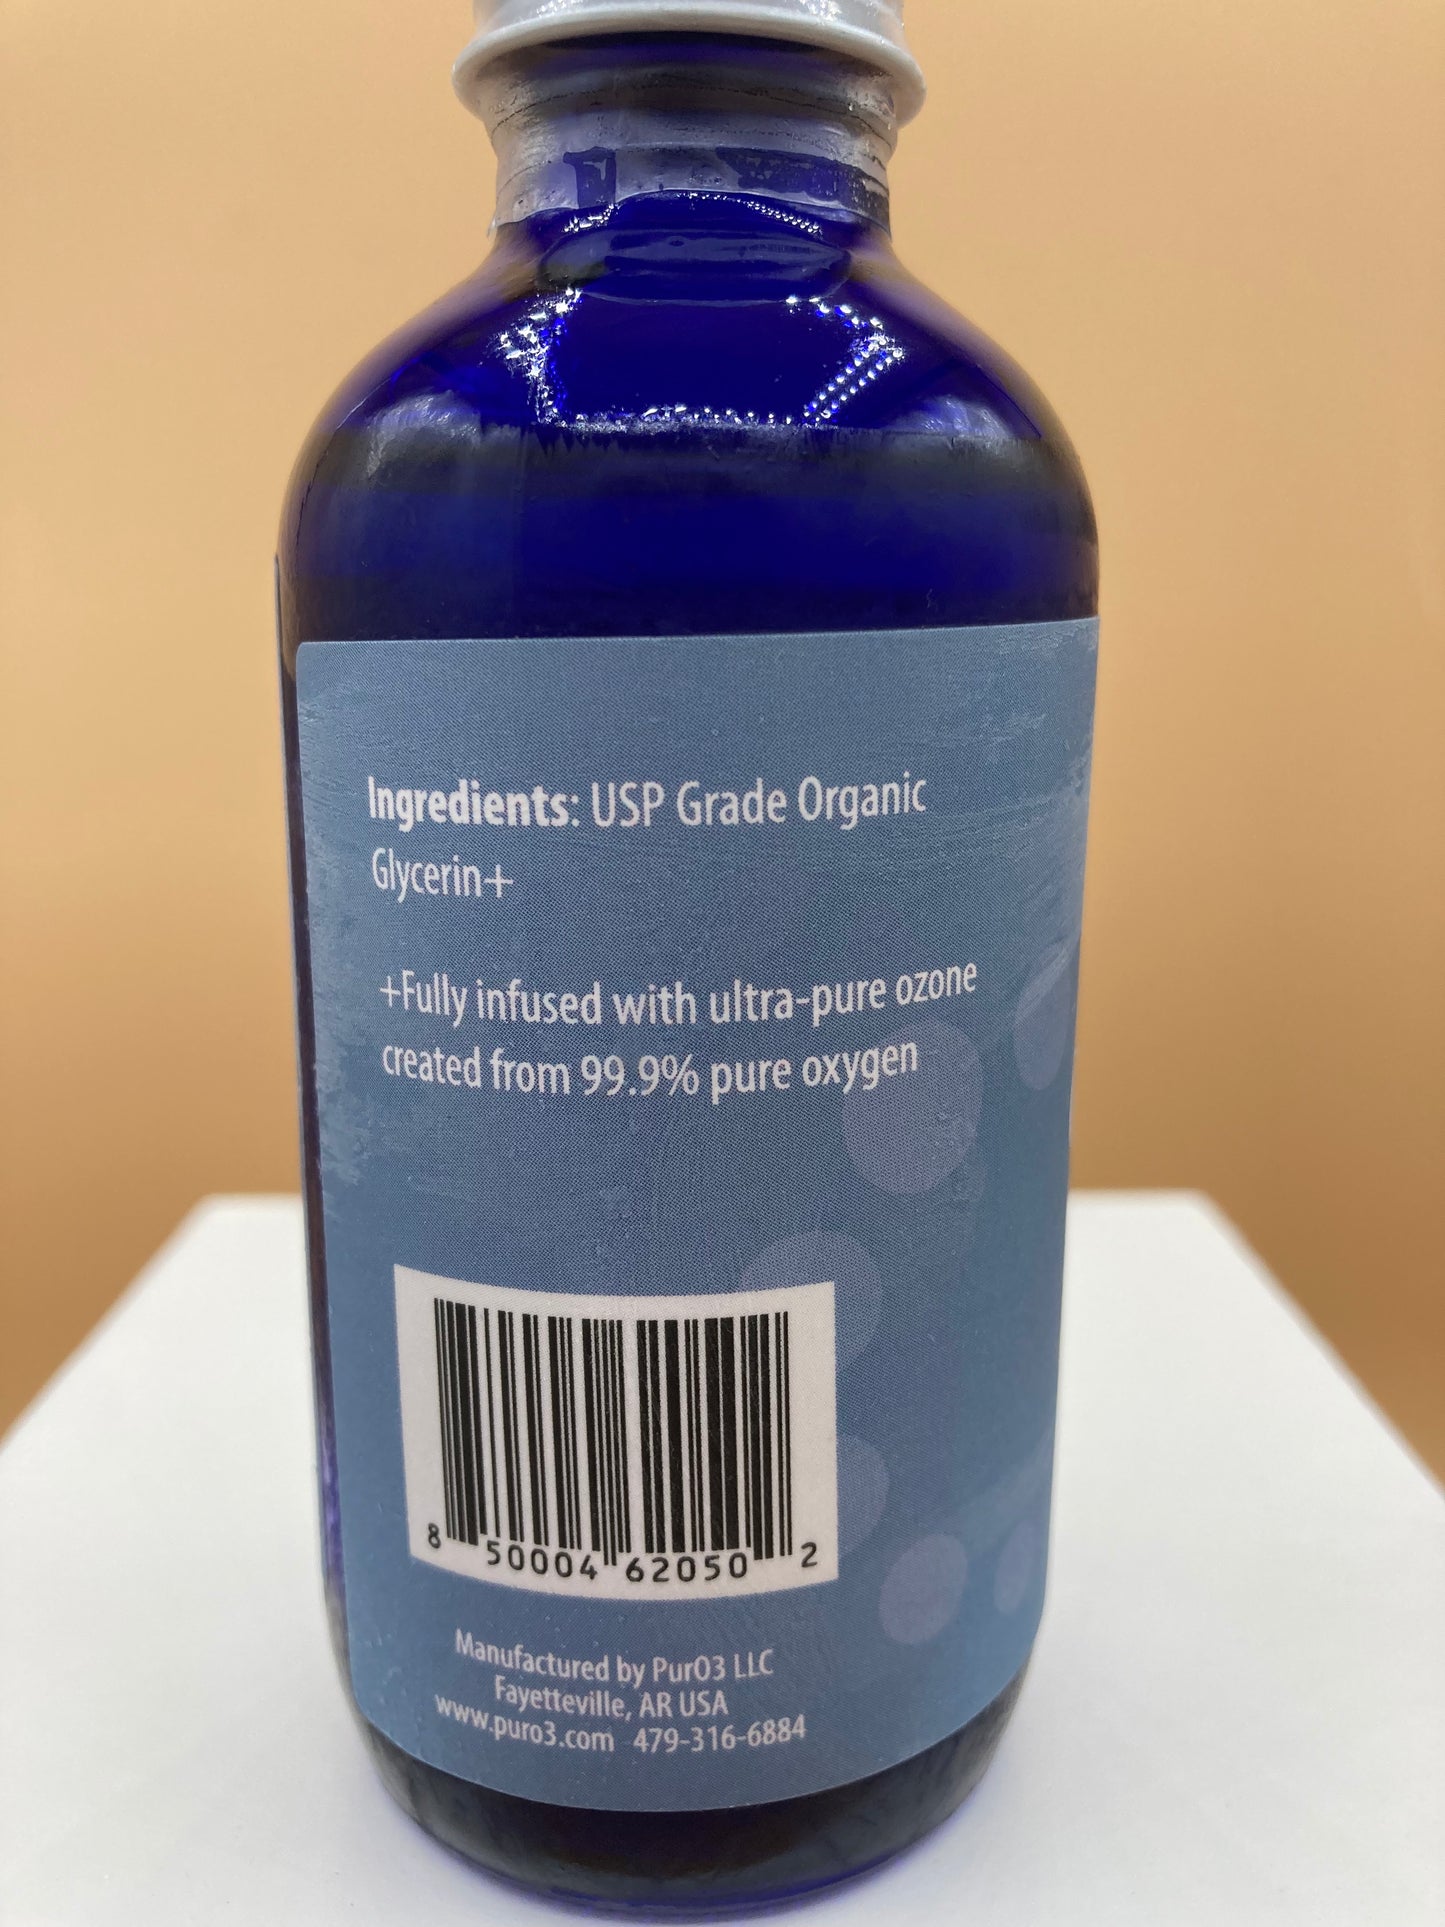 Ingredients: USP Grade Organic
Glycerin+
+Fully infused with ultra-pure ozone
created from 99.9% pure oxygen
8 50004 62050 2
Manufactured by PurO3 LLC
Fayetteville, AR USA
www.puro3.com 479-316-6884